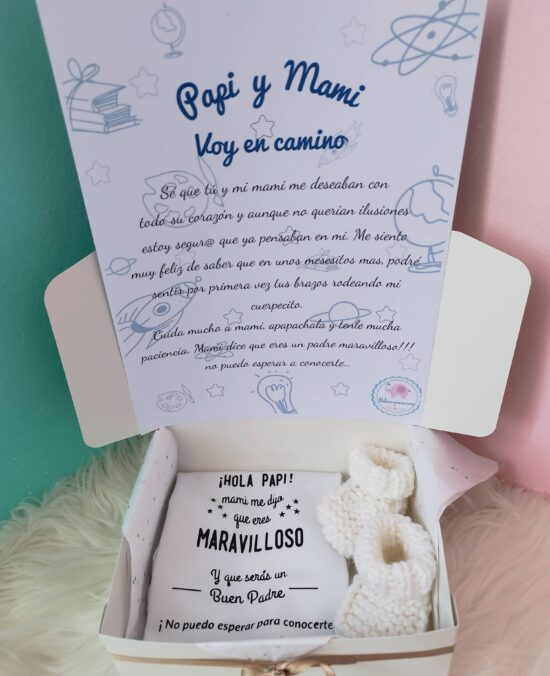 Papi y Mami
Voy en camino
Sé que tú y mi mami me deseaban con
todo su corazón y aunque no querían ilusiones
estoy segur@ que ya pensaban en mi. Me siento
muy feliz de saber que en unos mesesitos mas, podré
sentir por primera vez tus brazos rodeando mi
cuerpecito.
Cuida mucho a mami, apapachala y tenle mucha
paciencia. Mami dice que eres un padre maravilloso!!!
no puedo esperar a conocerte...
¡HOLA PAPI!
mami me dijo
que eres
MARAVILLOSO
Y que serás un
Buen Padre
¡No puedo esperar para conocerte